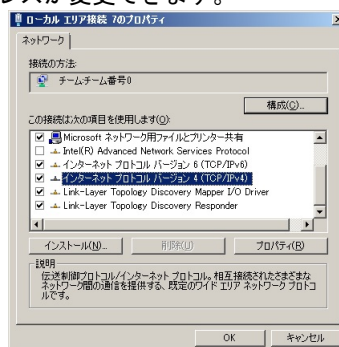 レスが変更できます。
ローカル エリア接続 7のプロパティ
ネットワーク
接続の方法:
チームチーム番号0
構成(C)...
この接続は次の項目を使用します(O):
Microsoft ネットワーク用ファイルとプリンター共有
Intel(R) Advanced Network Services Protocol
インターネット プロトコル バージョン 6 (TCP/IPv6)
インターネット プロトコル バージョン 4 (TCP/IPv4)
Link-Layer Topology Discovery Mapper I/O Driver
Link-Layer Topology Discovery Responder
インストール(N)... 削除(U) プロパティ(R)
説明
伝送制御プロトコル/インターネット プロトコル。相互接続されたさまざまな
ネットワーク間の通信を提供する、既定のワイド エリア ネットワーク プロトコ
ルです。
OK キャンセル